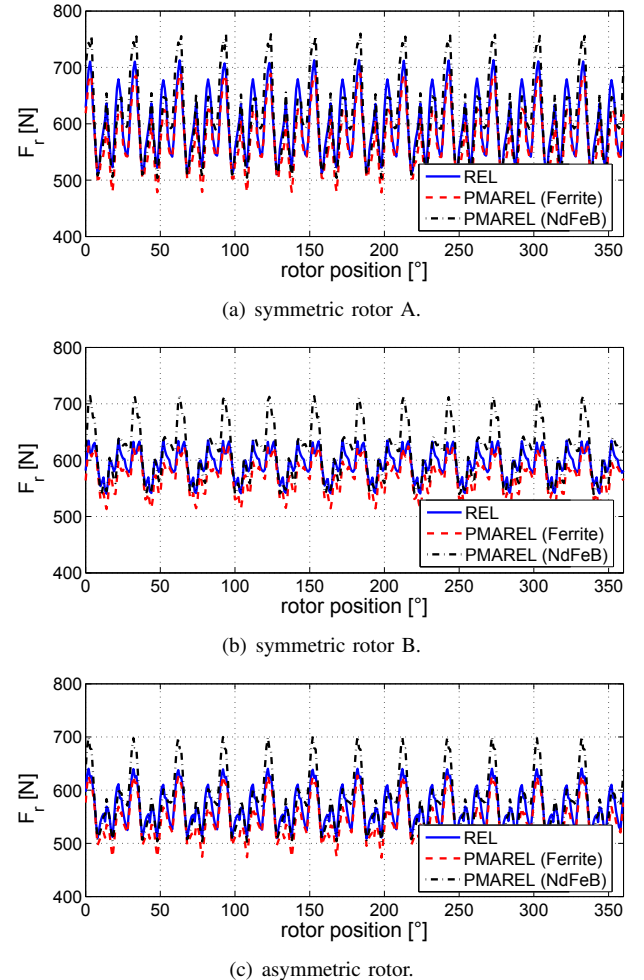 800
700
600
500
400
F_r [N]
0 50 100 150 200 250 300 350
rotor position [°]
REL
PMAREL (Ferrite)
PMAREL (NdFeB)
(a) symmetric rotor A.
800
700
600
500
400
F_r [N]
0 50 100 150 200 250 300 350
rotor position [°]
REL
PMAREL (Ferrite)
PMAREL (NdFeB)
(b) symmetric rotor B.
800
700
600
500
400
F_r [N]
0 50 100 150 200 250 300 350
rotor position [°]
REL
PMAREL (Ferrite)
PMAREL (NdFeB)
(c) asymmetric rotor.